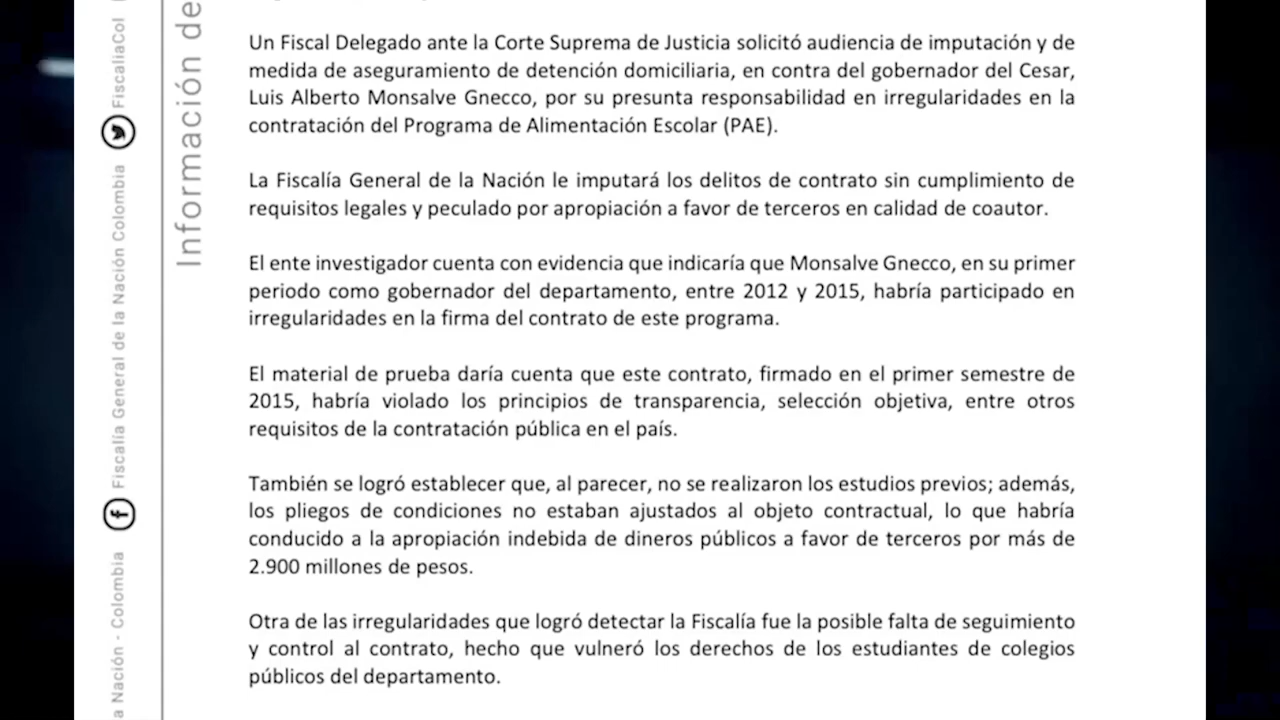 Un Fiscal Delegado ante la Corte Suprema de Justicia solicitó audiencia de imputación y de
medida de aseguramiento de detención domiciliaria, en contra del gobernador del Cesar,
Luis Alberto Monsalve Gnecco, por su presunta responsabilidad en irregularidades en la
contratación del Programa de Alimentación Escolar (PAE).
La Fiscalía General de la Nación le imputará los delitos de contrato sin cumplimiento de
requisitos legales y peculado por apropiación a favor de terceros en calidad de coautor.
El ente investigador cuenta con evidencia que indicaría que Monsalve Gnecco, en su primer
periodo como gobernador del departamento, entre 2012 y 2015, habría participado en
irregularidades en la firma del contrato de este programa.
El material de prueba daría cuenta que este contrato, firmado en el primer semestre de
2015, habría violado los principios de transparencia, selección objetiva, entre otros
requisitos de la contratación pública en el país.
También se logró establecer que, al parecer, no se realizaron los estudios previos; además,
los pliegos de condiciones no estaban ajustados al objeto contractual, lo que habría
conducido a la apropiación indebida de dineros públicos a favor de terceros por más de
2.900 millones de pesos.
Otra de las irregularidades que logró detectar la Fiscalía fue la posible falta de seguimiento
y control al contrato, hecho que vulneró los derechos de los estudiantes de colegios
públicos del departamento.
Información de
a Nación - Colombia
Fiscalía General de la Nación Colombia
FiscaliaCol